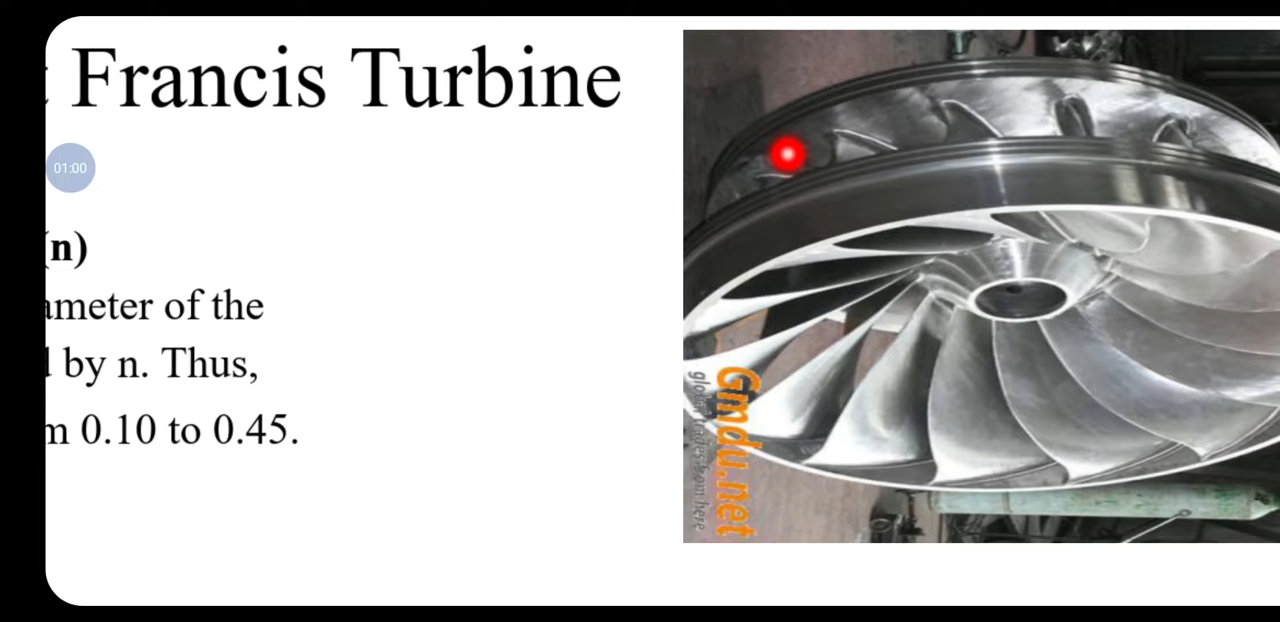 Francis Turbine
01:00
(n)
ameter of the
by n. Thus,
0.10 to 0.45.
Gmdu.net